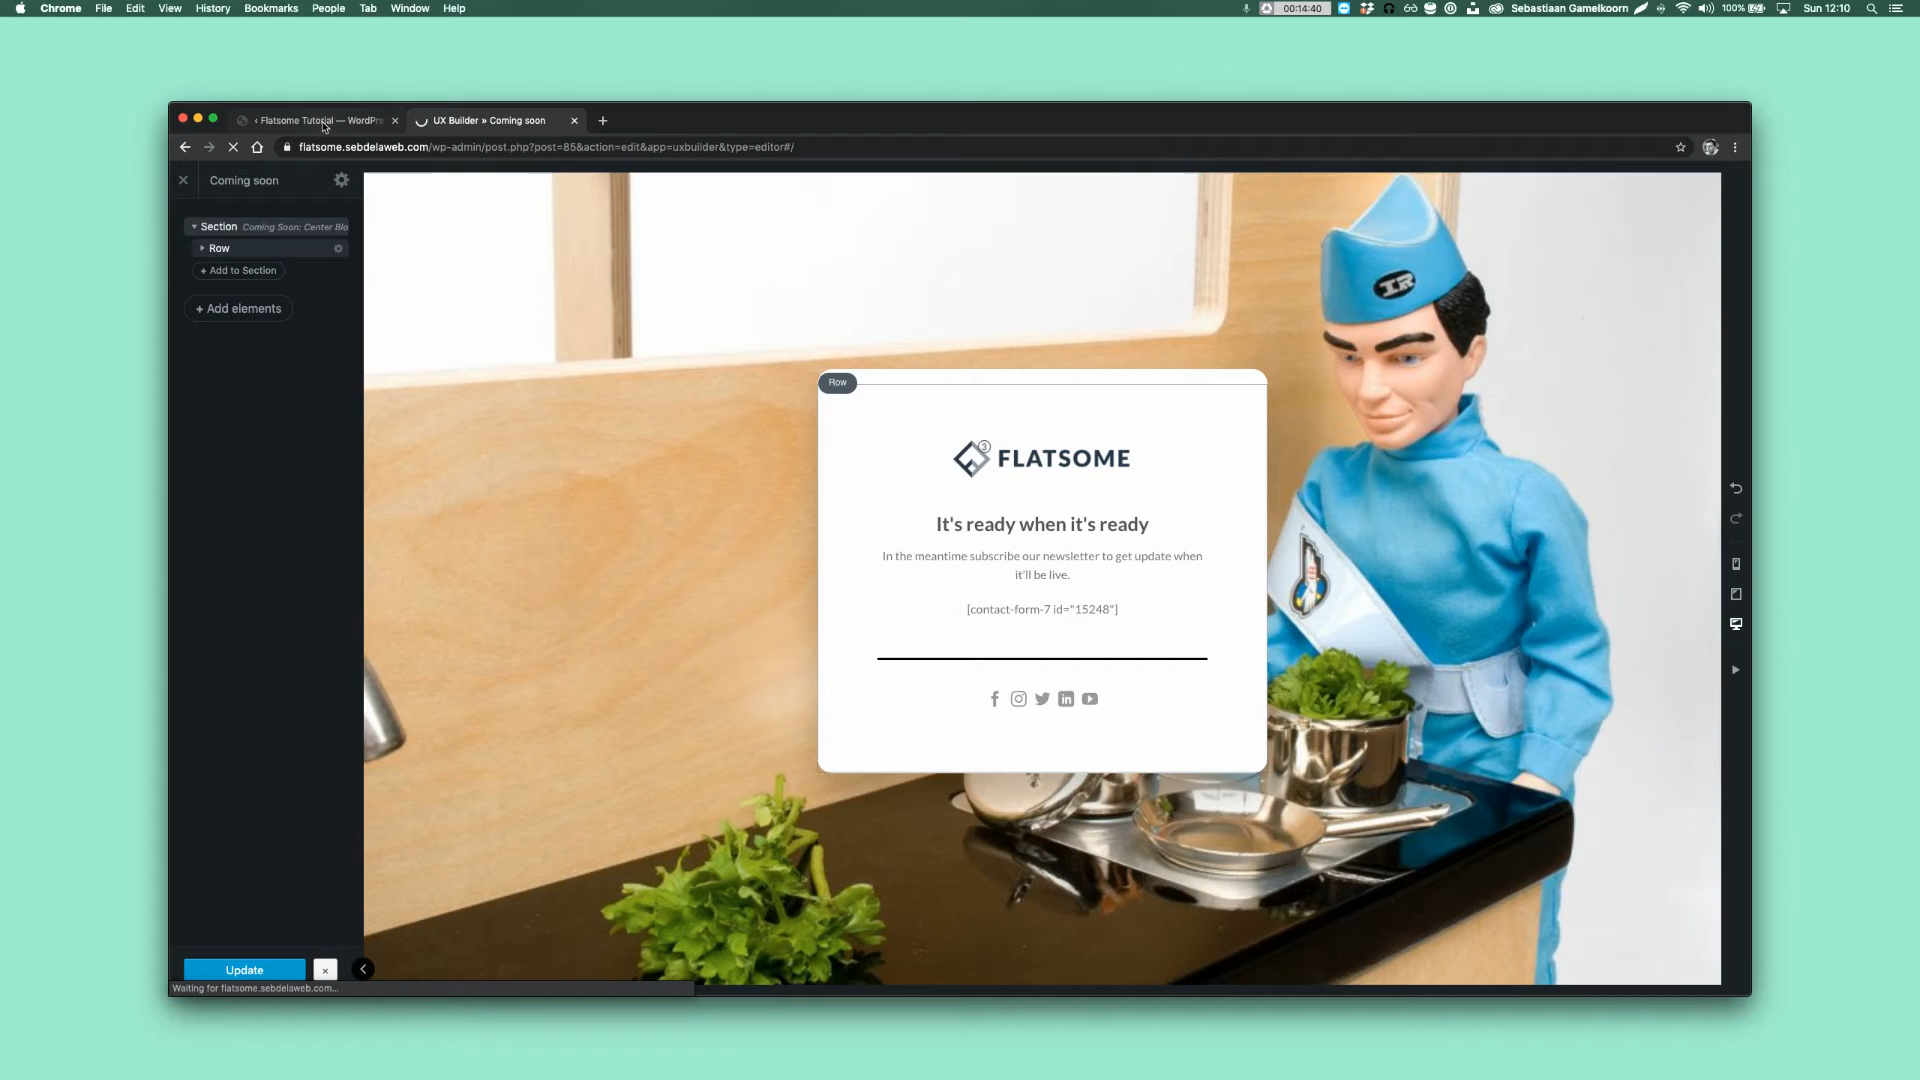 Chrome File Edit View History Bookmarks People Tab Window Help
00:14:40 Sebastiaan Gamelkoorn 100% Sun 12:10
‹ Flatsome Tutorial — WordPre
UX Builder » Coming soon
flatsome.sebdelaweb.com/wp-admin/post.php?post=85&action=edit&app=uxbuilder&type=editor#/
Coming soon
Section Coming Soon: Center Blo
Row
+ Add to Section
+ Add elements
IR
Row
3
FLATSOME
It's ready when it's ready
In the meantime subscribe our newsletter to get update when
it'll be live.
[contact-form-7 id="15248"]
Update
×
Waiting for flatsome.sebdelaweb.com...